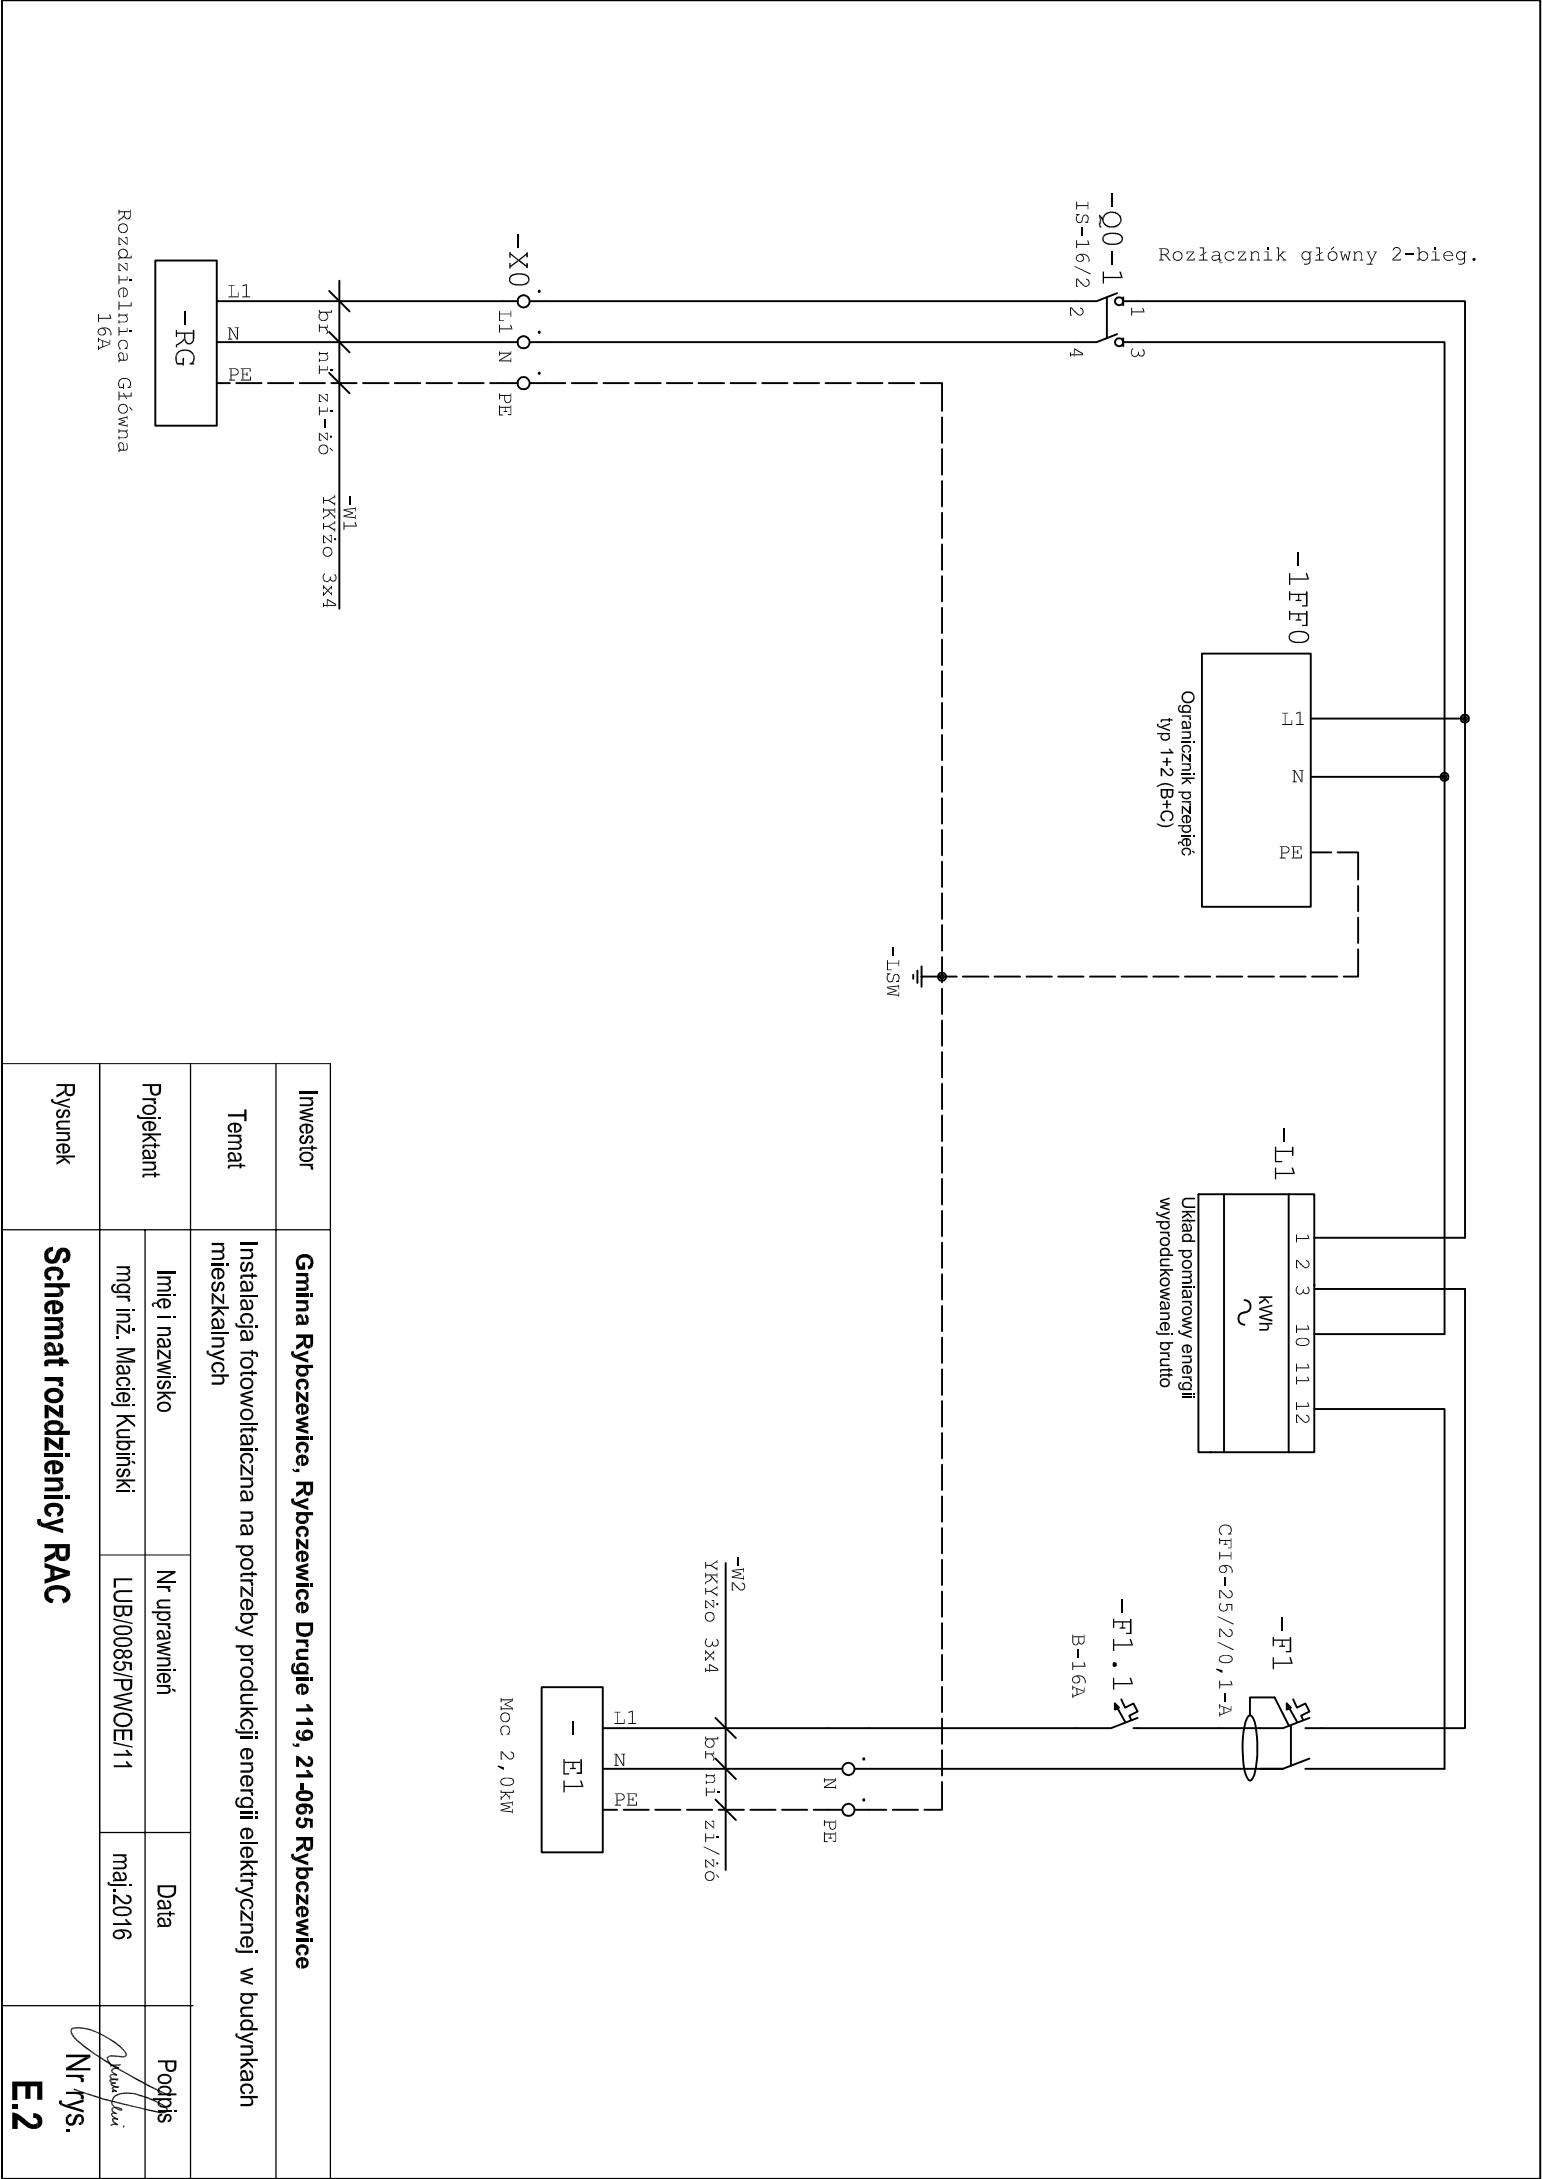 Rozłącznik główny 2-bieg.
-Q0-1
IS-16/2
1
3
2
4
-1FF0
L1
N
PE
Ogranicznik przepięć
typ 1+2 (B+C)
-L1
1 2 3 10 11 12
kWh
Układ pomiarowy energii
wyprodukowanej brutto
-F1
CFI6-25/2/0,1-A
-F1.1
B-16A
-LSW
-X0
L1 N PE
N PE
-W1
YKYżo 3x4
br ni zi-żó
L1
N
PE
-RG
Rozdzielnica Główna
16A
-W2
YKYżo 3x4
br ni zi/żó
L1
N
PE
- E1
Moc 2,0kW
Inwestor
Gmina Rybczewice, Rybczewice Drugie 119, 21-065 Rybczewice
Temat
Instalacja fotowoltaiczna na potrzeby produkcji energii elektrycznej w budynkach
mieszkalnych
Projektant
Imię i nazwisko
Nr uprawnień
Data
Podpis
mgr inż. Maciej Kubiński
LUB/0085/PWOE/11
maj.2016
Rysunek
Schemat rozdzienicy RAC
Nr rys.
E.2